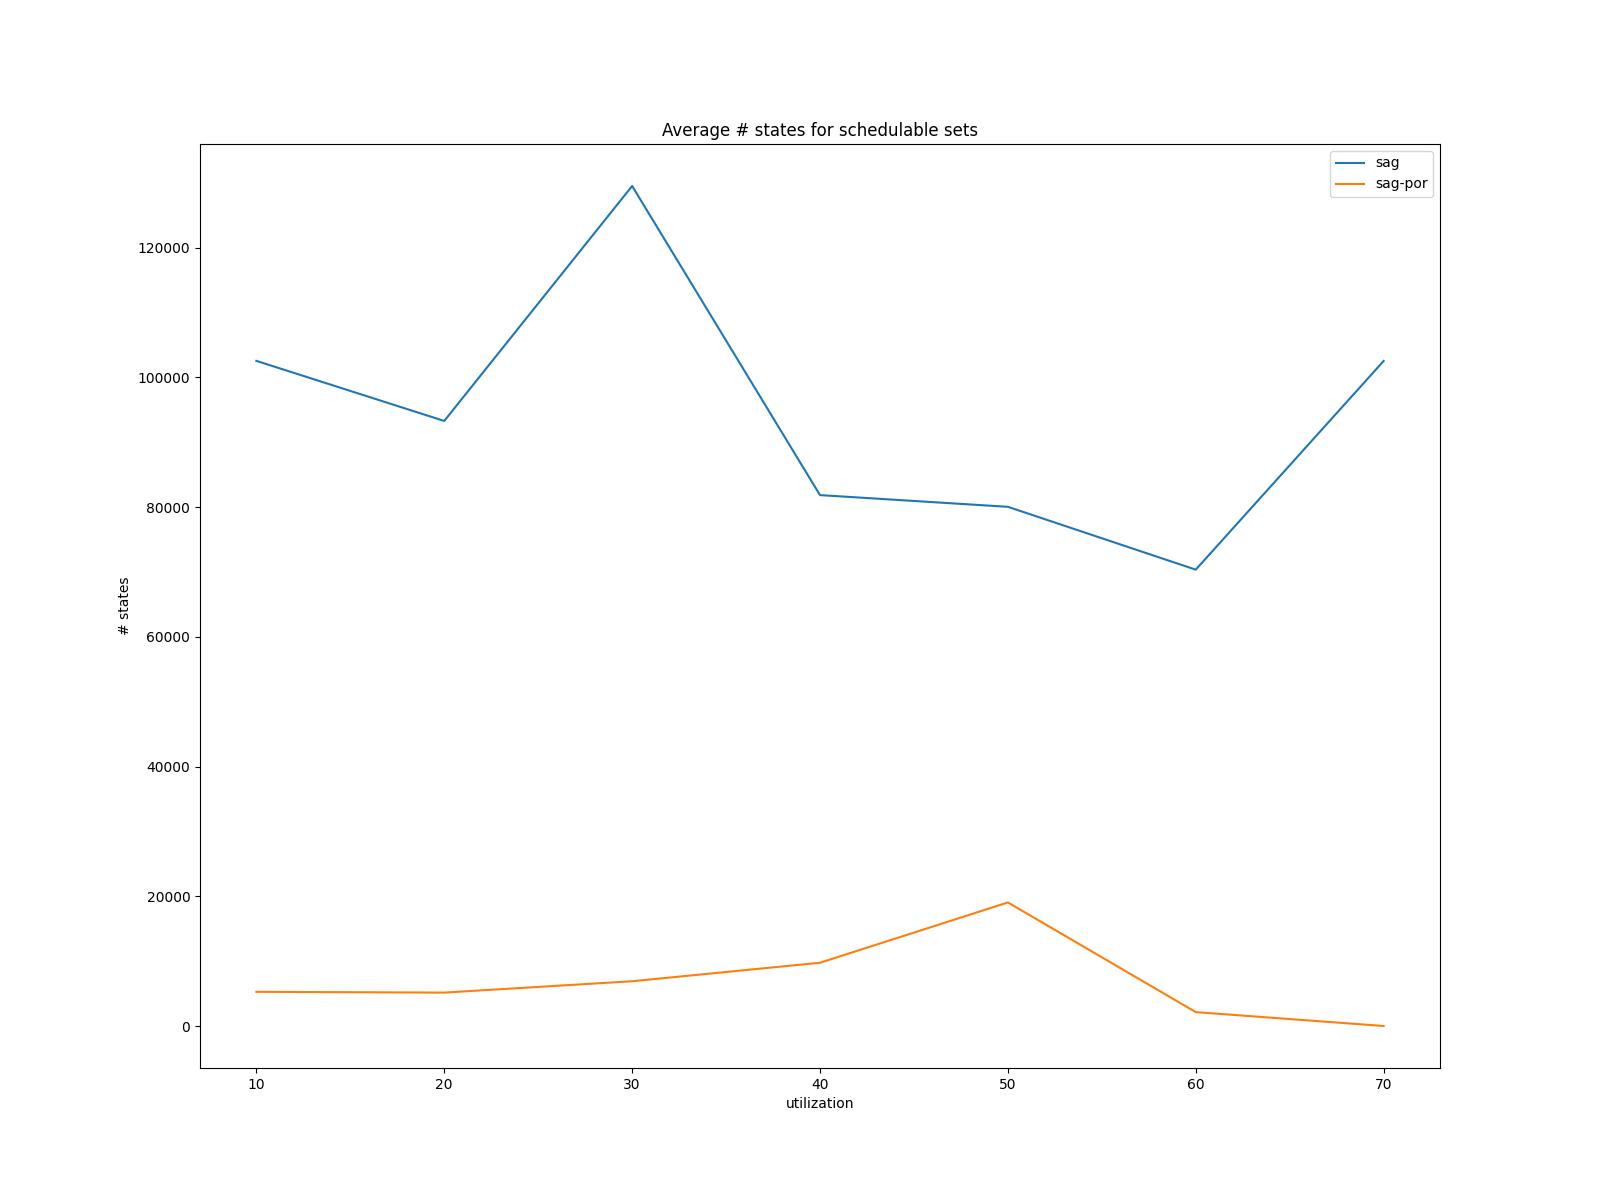 Average # states for schedulable sets
sag
sag-por
120000
100000
80000
60000
40000
20000
0
# states
10 20 30 40 50 60 70
utilization